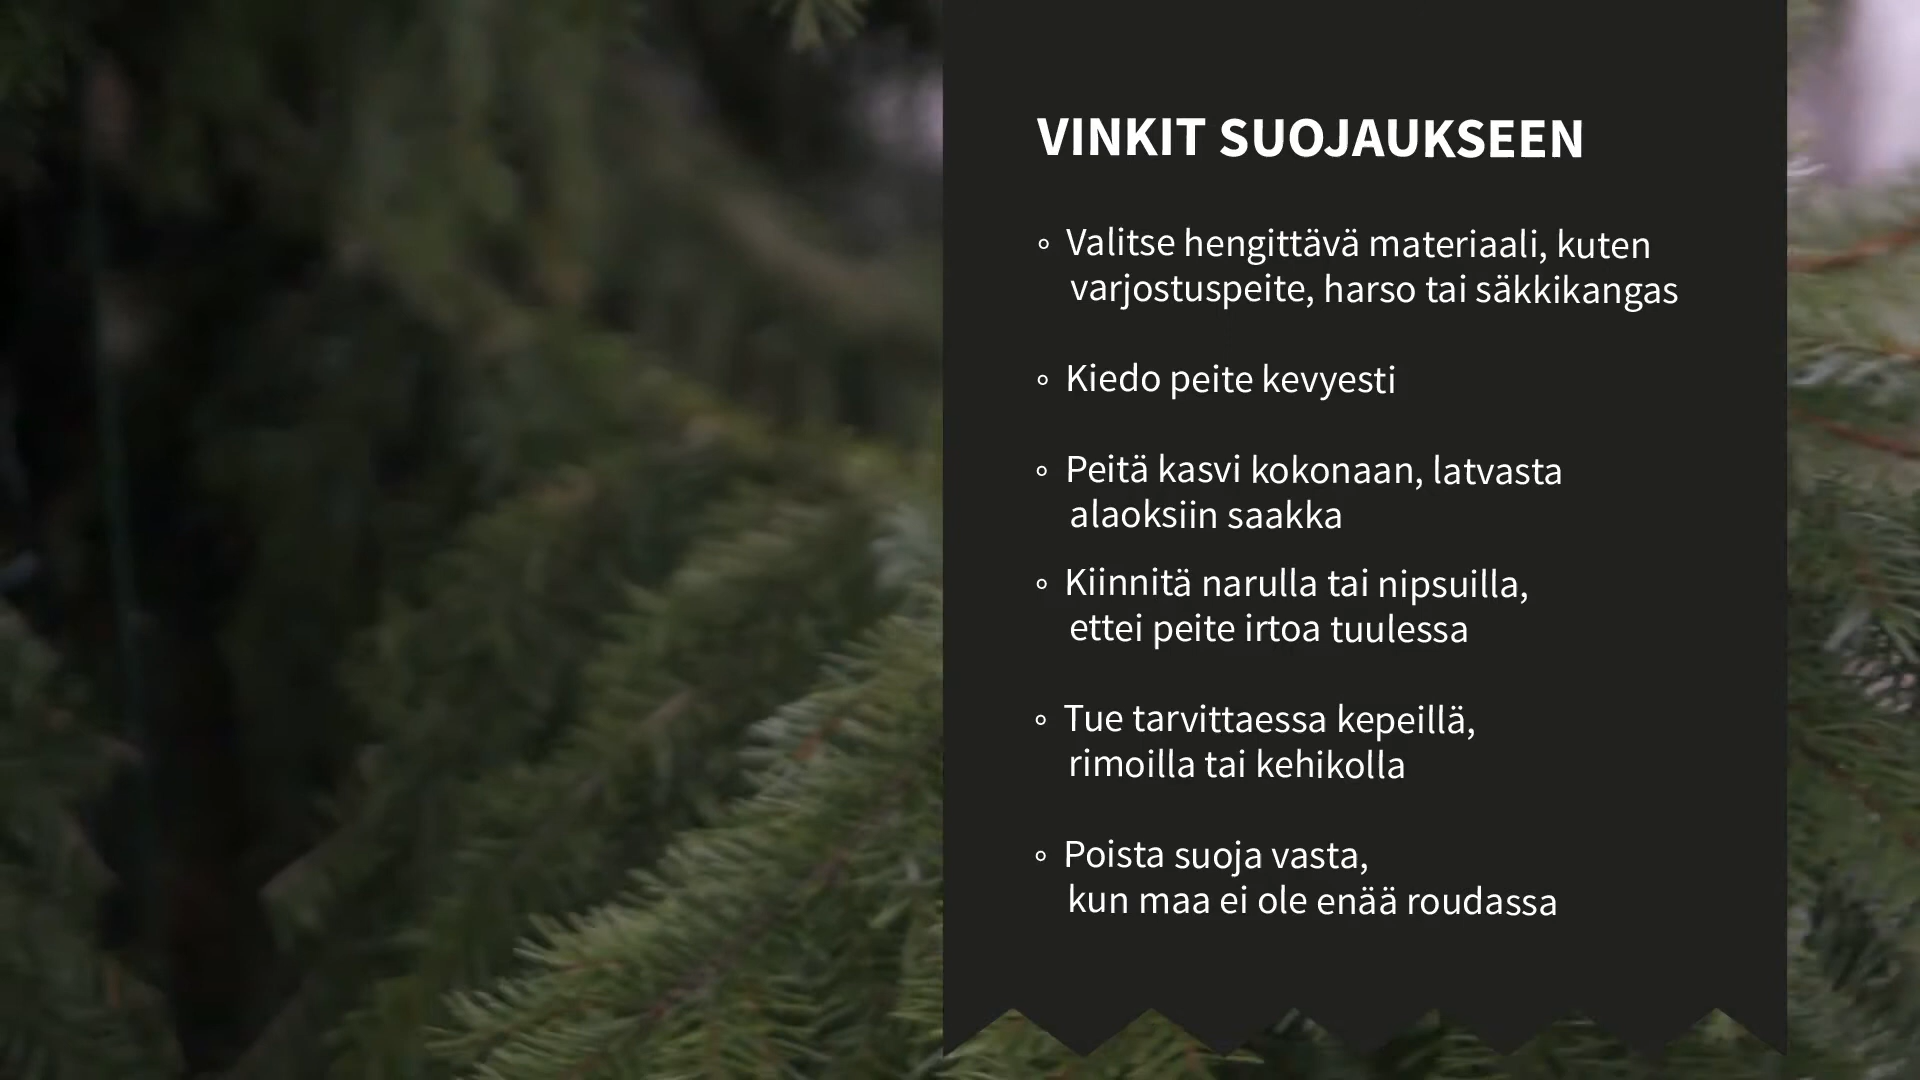 VINKIT SUOJAUKSEEN
◦ Valitse hengittävä materiaali, kuten
varjostuspeite, harso tai säkkikangas
◦ Kiedo peite kevyesti
◦ Peitä kasvi kokonaan, latvasta
alaoksiin saakka
◦ Kiinnitä narulla tai nipsuilla,
ettei peite irtoa tuulessa
◦ Tue tarvittaessa kepeillä,
rimoilla tai kehikolla
◦ Poista suoja vasta,
kun maa ei ole enää roudassa